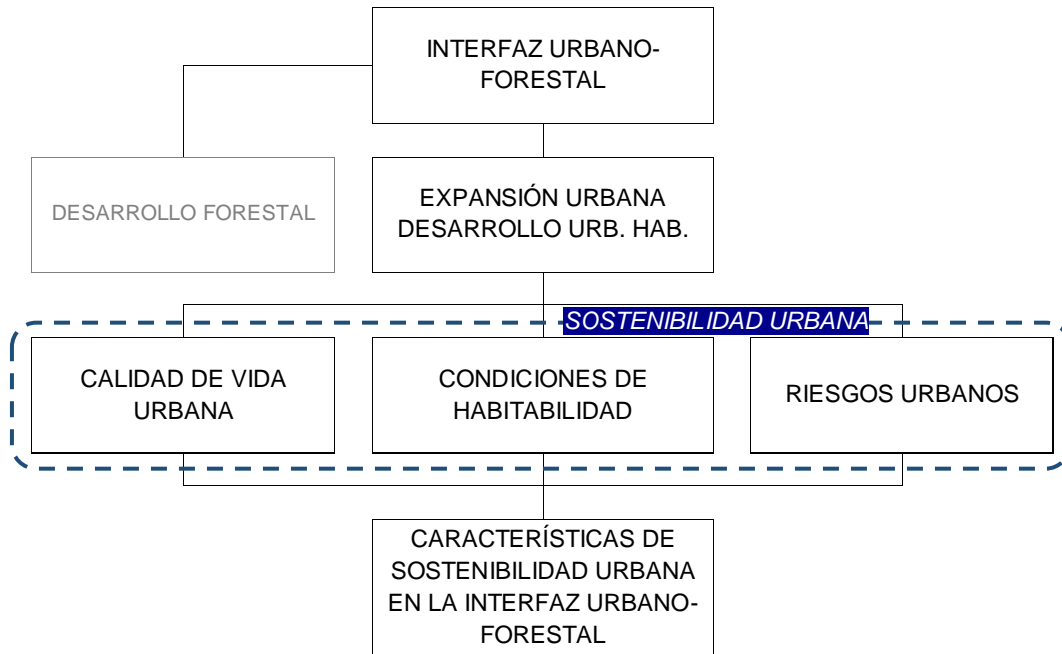 INTERFAZ URBANO-
FORESTAL
DESARROLLO FORESTAL
EXPANSIÓN URBANA
DESARROLLO URB. HAB.
SOSTENIBILIDAD URBANA
CALIDAD DE VIDA
URBANA
CONDICIONES DE
HABITABILIDAD
RIESGOS URBANOS
CARACTERÍSTICAS DE
SOSTENIBILIDAD URBANA
EN LA INTERFAZ URBANO-
FORESTAL